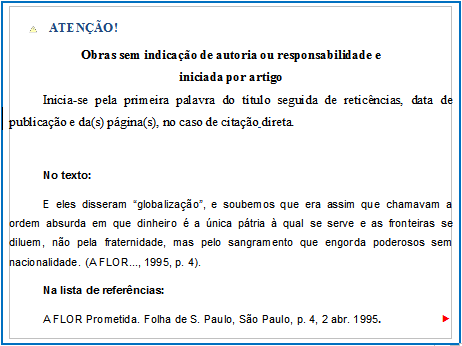 ATENÇÃO!
Obras sem indicação de autoria ou responsabilidade e
iniciada por artigo
Inicia-se pela primeira palavra do título seguida de reticências, data de
publicação e da(s) página(s), no caso de citação direta.
No texto:
E eles disseram “globalização”, e soubemos que era assim que chamavam a
ordem absurda em que dinheiro é a única pátria à qual se serve e as fronteiras se
diluem, não pela fraternidade, mas pelo sangramento que engorda poderosos sem
nacionalidade. (A FLOR..., 1995, p. 4).
Na lista de referências:
A FLOR Prometida. Folha de S. Paulo, São Paulo, p. 4, 2 abr. 1995.